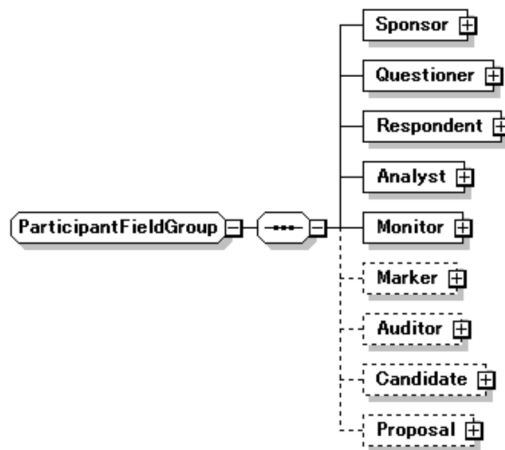 Sponsor
Questioner
Respondent
Analyst
ParticipantFieldGroup
Monitor
Marker
Auditor
Candidate
Proposal